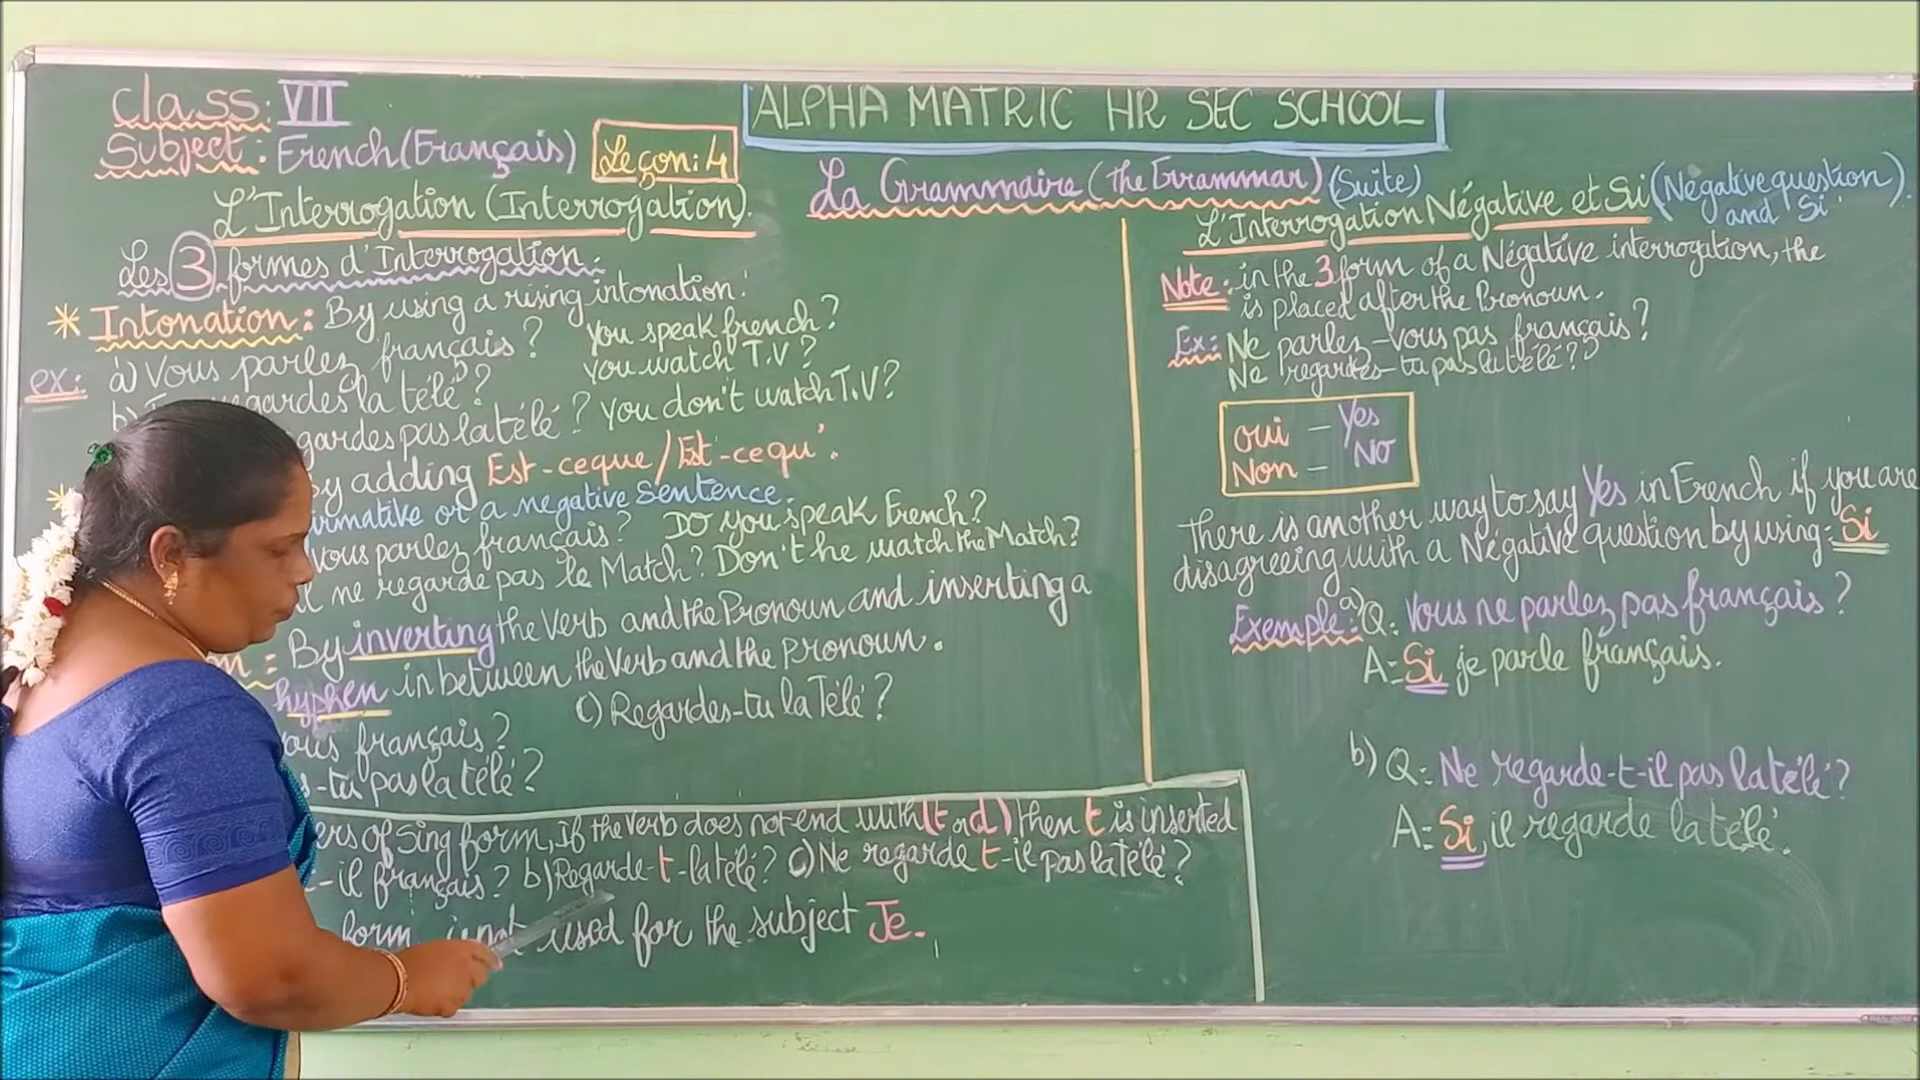 ALPHA MATRIC HR SEC SCHOOL
Class: VII
Subject: French (Français)
Leçon: 4
La Grammaire (the Grammar) (Suite)
L'Interrogation (Interrogation).
Les 3 formes d'Interrogation.
* Intonation: By using a rising intonation.
ex: a) Vous parlez français? You speak french?
regardes la télé? You watch T.V?
pas la télé? You don't watch T.V?
By adding Est-ceque / Est-cequ'.
or a negative sentence.
vous parlez français? Do you speak French?
il ne regarde pas le Match? Don't he watch the Match?
By inverting the Verb and the Pronoun and inserting a
hyphen in between the Verb and the Pronoun.
français? c) Regardes-tu la Télé?
-tu pas la télé?
of Sing form, If the Verb does not end with (t or d) then t is inserted
-il français? b) Regarde-t-la télé? c) Ne regarde t-il pas la télé?
form is not used for the subject Je.
L'Interrogation Négative et Si (Negative question and 'Si').
Note: in the 3 form of a Négative interrogation, the
is placed after the Pronoun.
Ex: Ne parlez-vous pas français?
Ne regardes-tu pas la télé?
oui – Yes
Non – No
There is another way to say Yes in French if you are
disagreeing with a Négative question by using: Si
Exemple: a) Q: Vous ne parlez pas français?
A: Si je parle français.
b) Q: Ne regarde-t-il pas la télé?
A: Si, il regarde la télé.